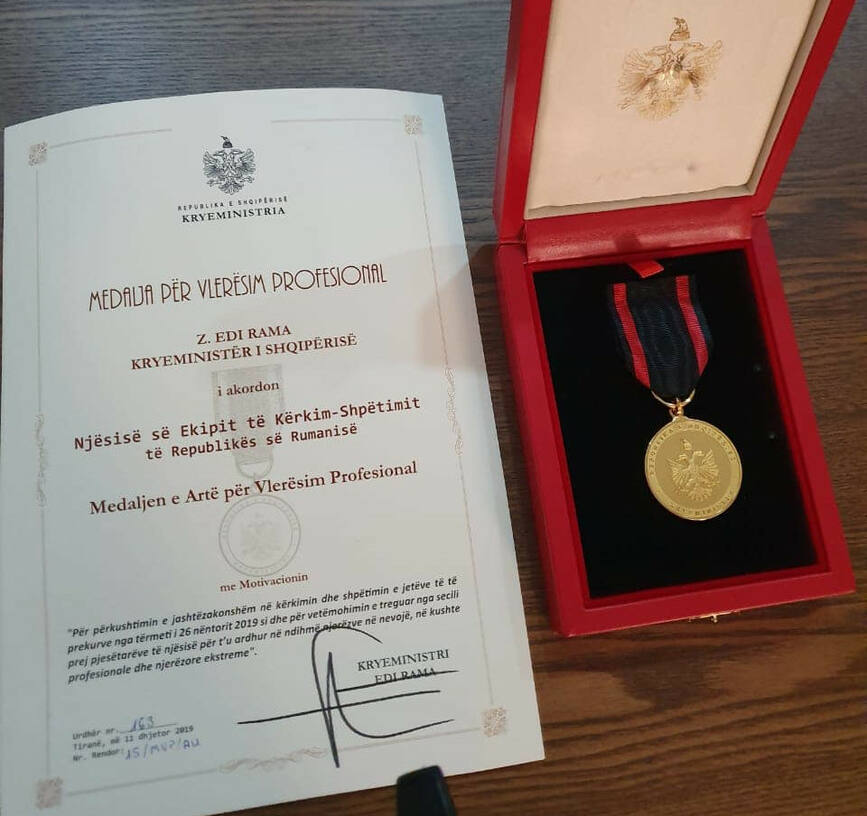 REPUBLIKA E SHQIPËRISË
KRYEMINISTRIA
MEDALJA PËR VLERËSIM PROFESIONAL
Z. EDI RAMA
KRYEMINISTËR I SHQIPËRISË
i akordon
Njësisë së Ekipit të Kërkim-Shpëtimit
të Republikës së Rumanisë
Medaljen e Artë për Vlerësim Profesional
me Motivacionin
"Për përkushtimin e jashtëzakonshëm në kërkimin dhe shpëtimin e jetëve të të
prekurve nga tërmeti i 26 nëntorit 2019 si dhe për vetëmohimin e treguar nga secili
prej pjesëtarëve të njësisë për t'u ardhur në ndihmë njerëzve në nevojë, në kushte
profesionale dhe njerëzore ekstreme".
KRYEMINISTRI
EDI RAMA
Urdhër nr. 163
Tiranë, më 11 dhjetor 2019
Nr. Rendor: 15/MVP/AU